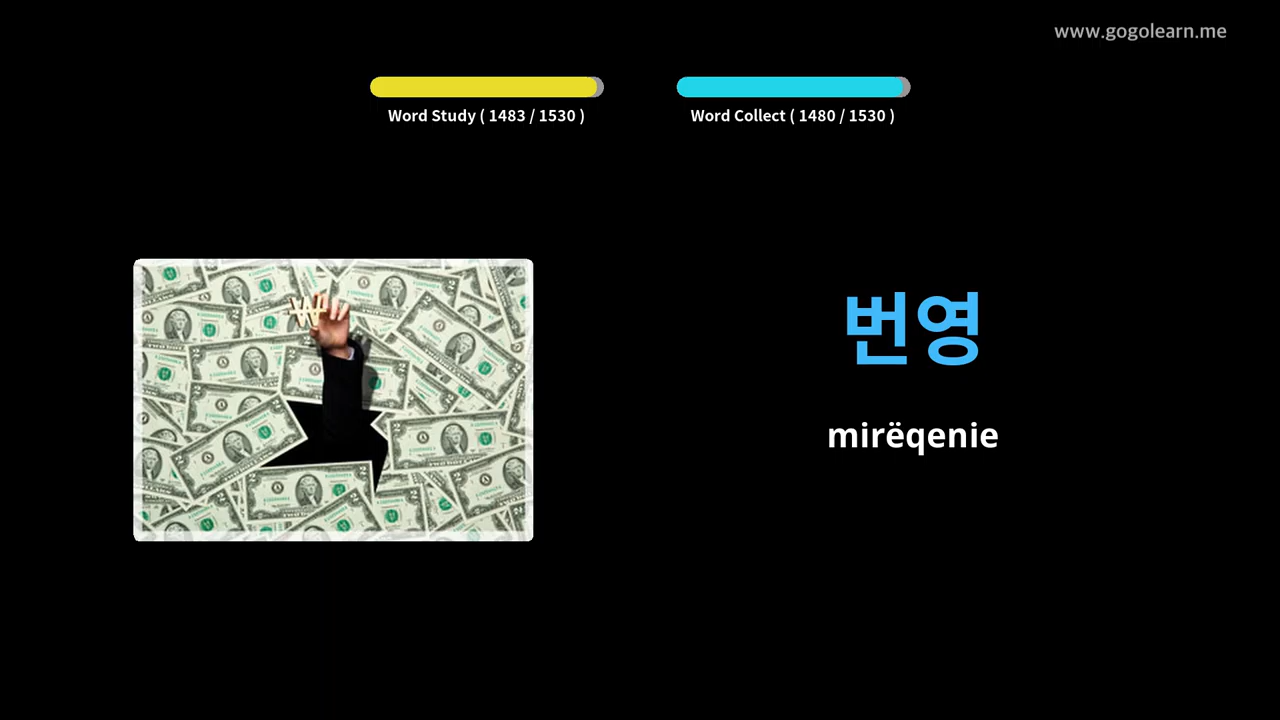 www.gogolearn.me
Word Study ( 1483 / 1530 )
Word Collect ( 1480 / 1530 )
₩
번영
mirëqenie